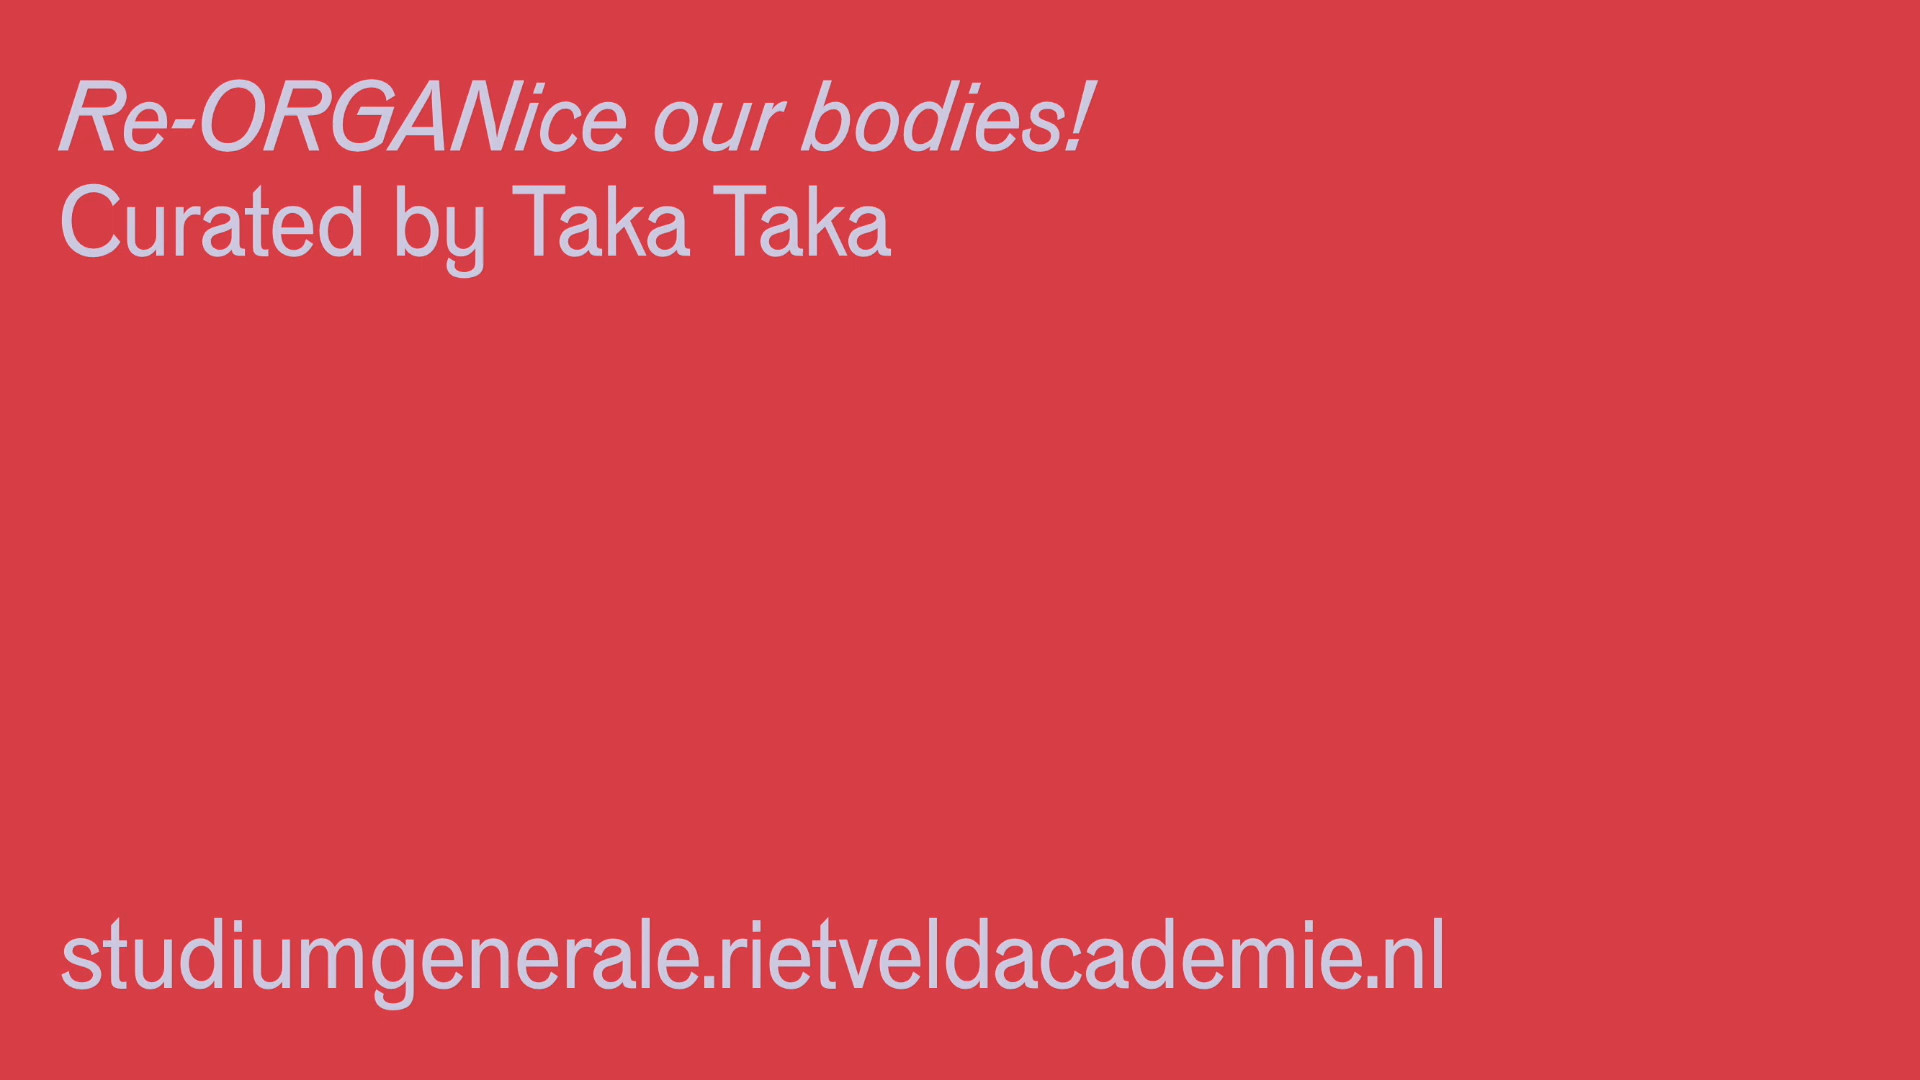 Re-ORGANice our bodies!
Curated by Taka Taka
studiumgenerale.rietveldacademie.nl